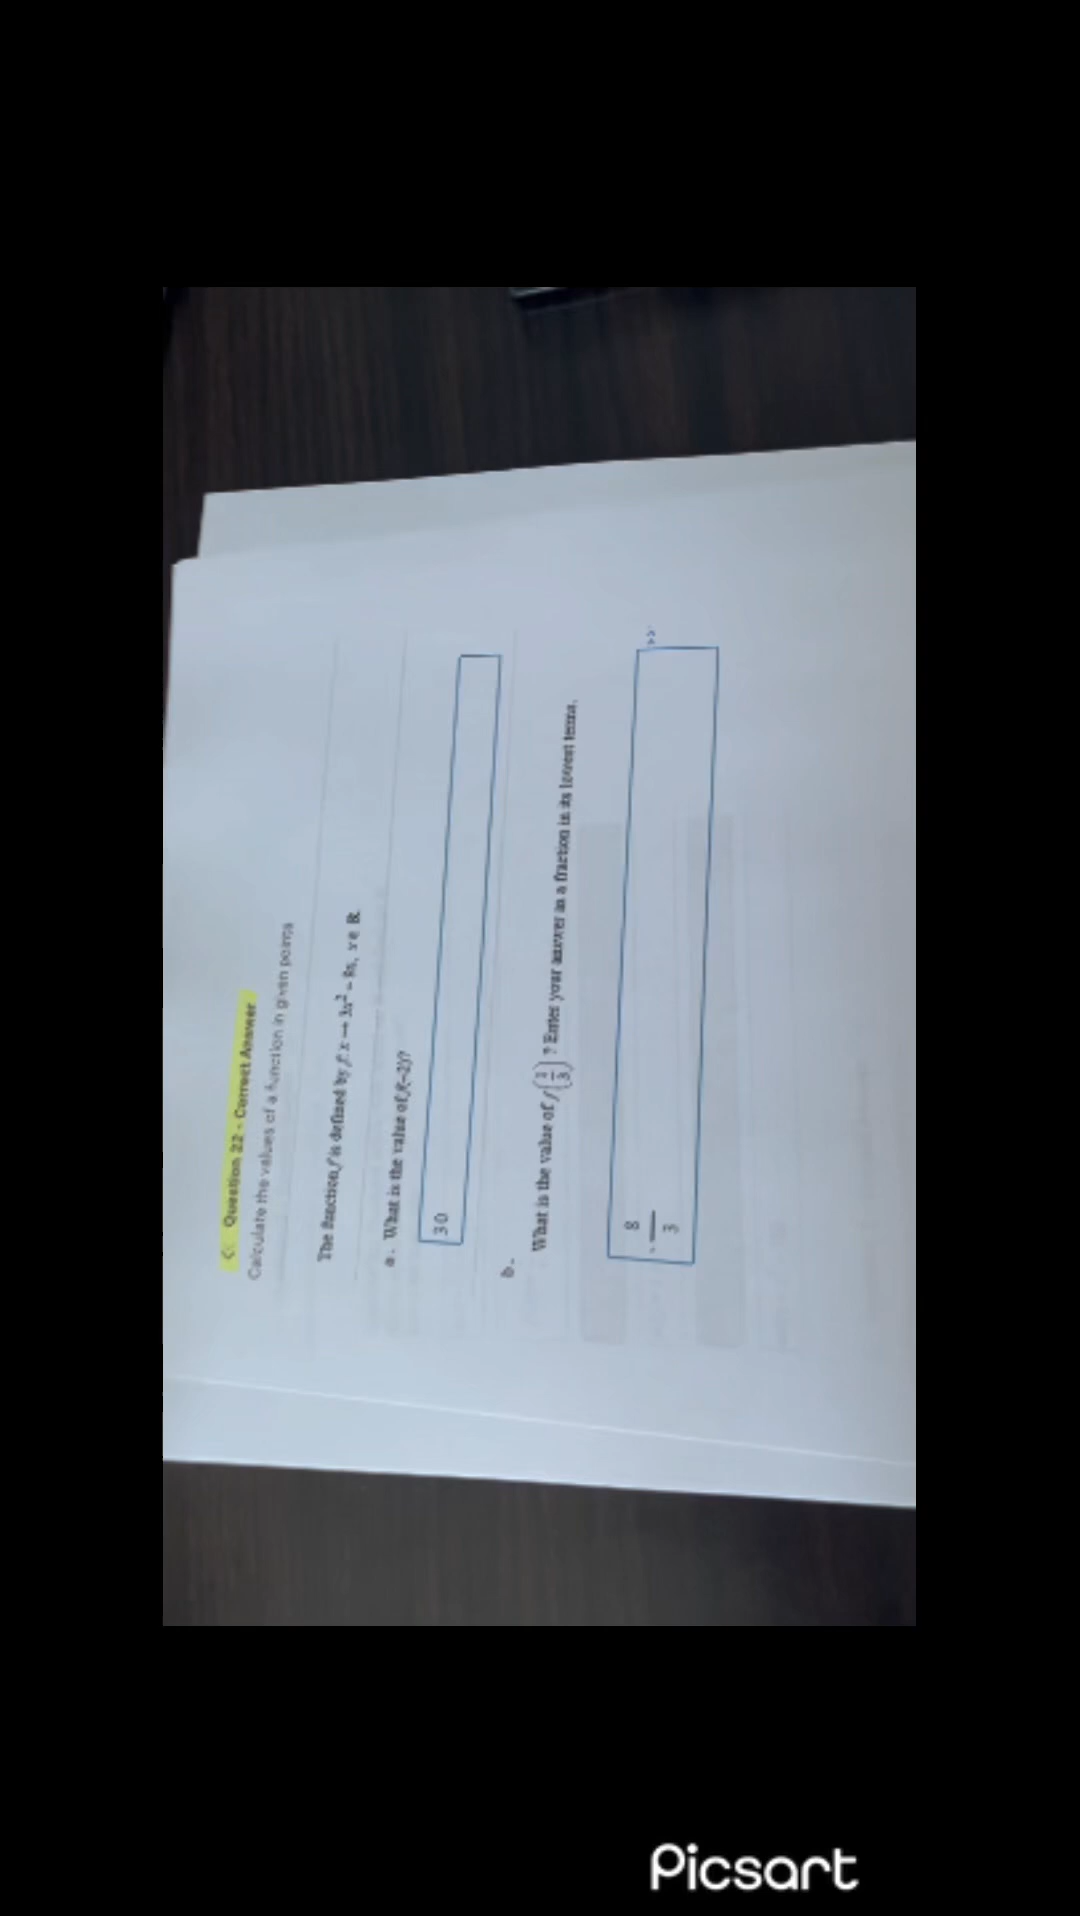 C: Question 22 - Correct Answer
Calculate the values of a function in given points
The function f is defined by f: x → 3x² - 8x, x ∈ R
a. What is the value of f(-2)?
30
b.
What is the value of f(1/3) ? Enter your answer as a fraction in its lowest terms.
- 8
3
Picsart